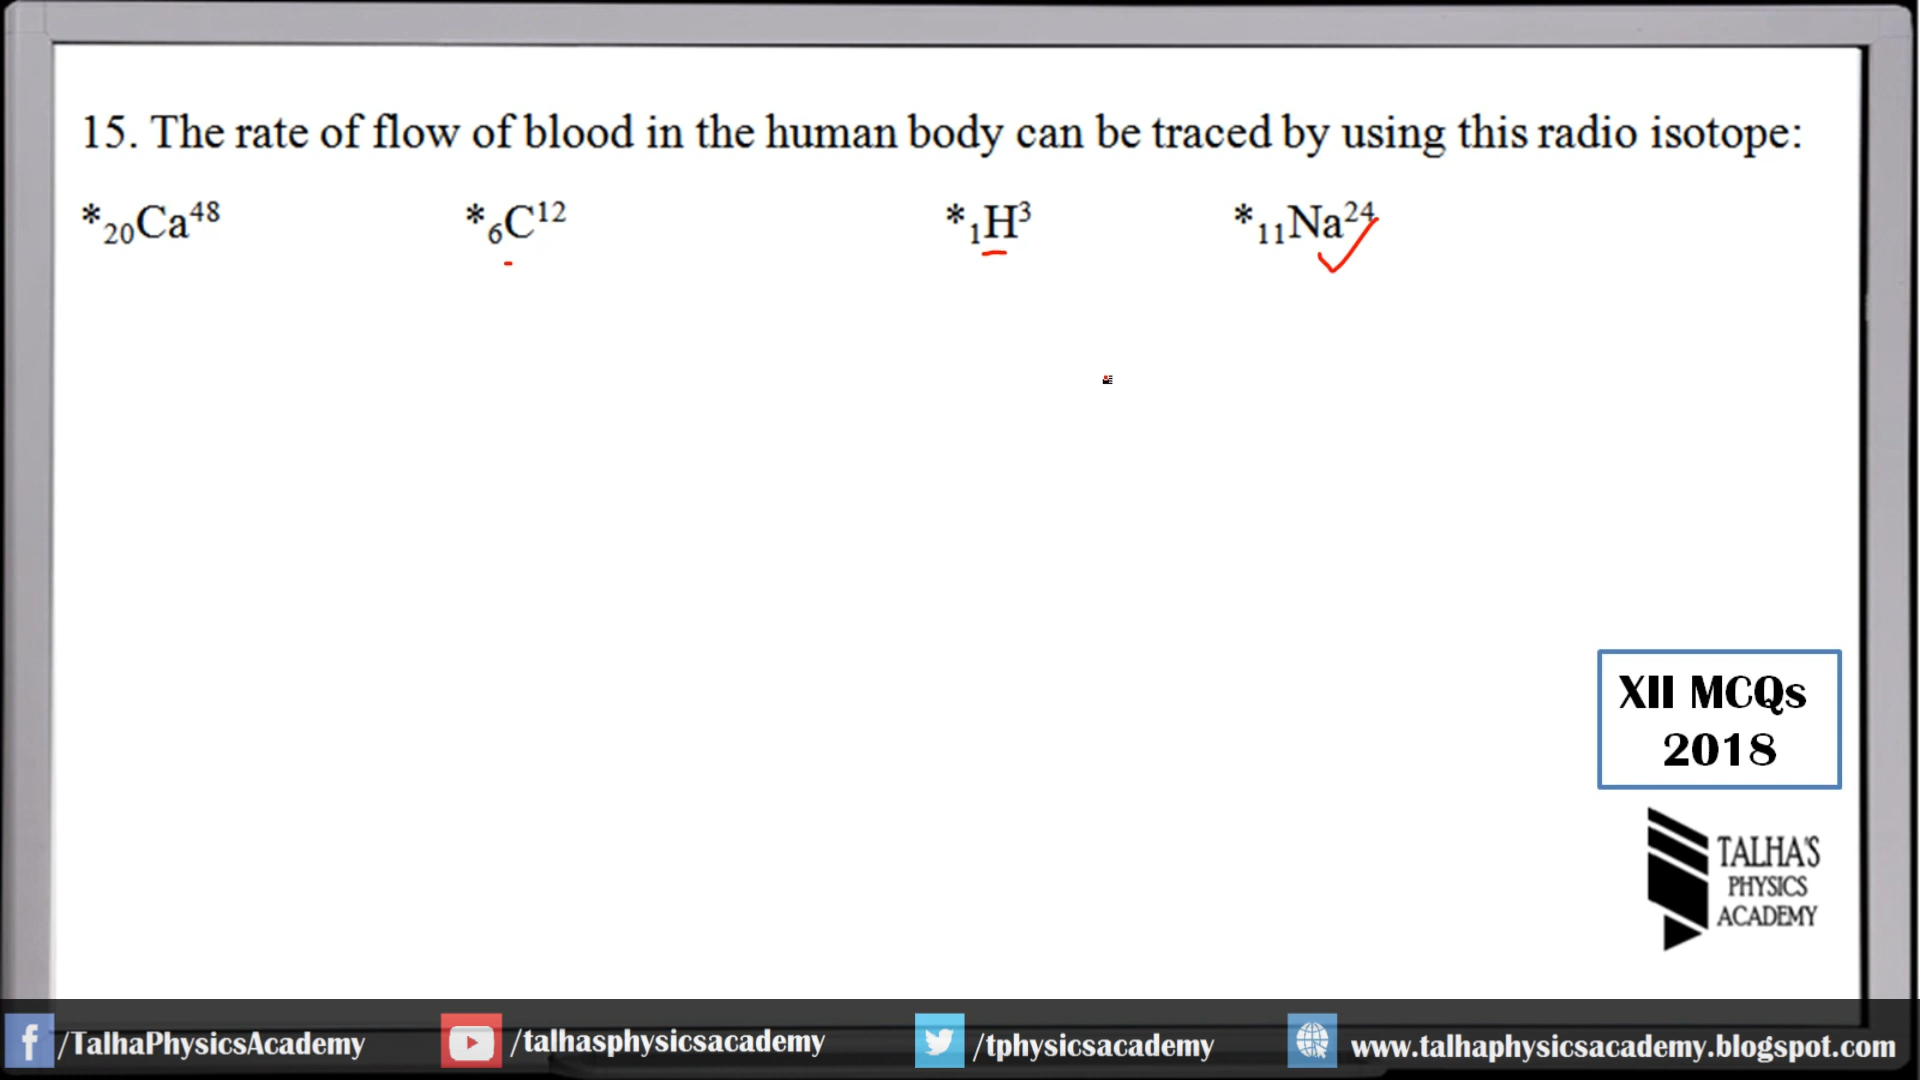 15. The rate of flow of blood in the human body can be traced by using this radio isotope:
*₂₀Ca⁴⁸ *₆C¹² *₁H³ *₁₁Na²⁴
XII MCQs
2018
TALHA'S
PHYSICS
ACADEMY
/TalhaPhysicsAcademy /talhasphysicsacademy /tphysicsacademy www.talhaphysicsacademy.blogspot.com